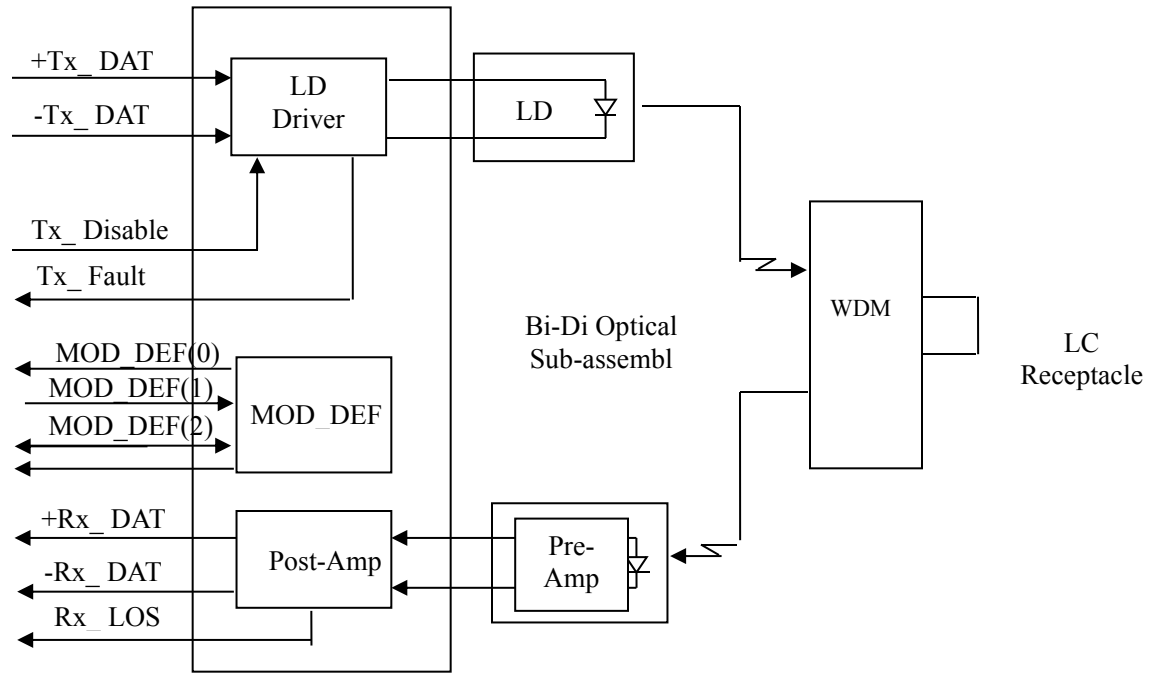 +Tx_ DAT
-Tx_ DAT
LD
Driver
LD
Tx_ Disable
Tx_ Fault
MOD_DEF(0)
MOD_DEF(1)
MOD_DEF(2)
MOD_DEF
Bi-Di Optical
Sub-assembl
WDM
LC
Receptacle
+Rx_ DAT
-Rx_ DAT
Rx_ LOS
Post-Amp
Pre-
Amp